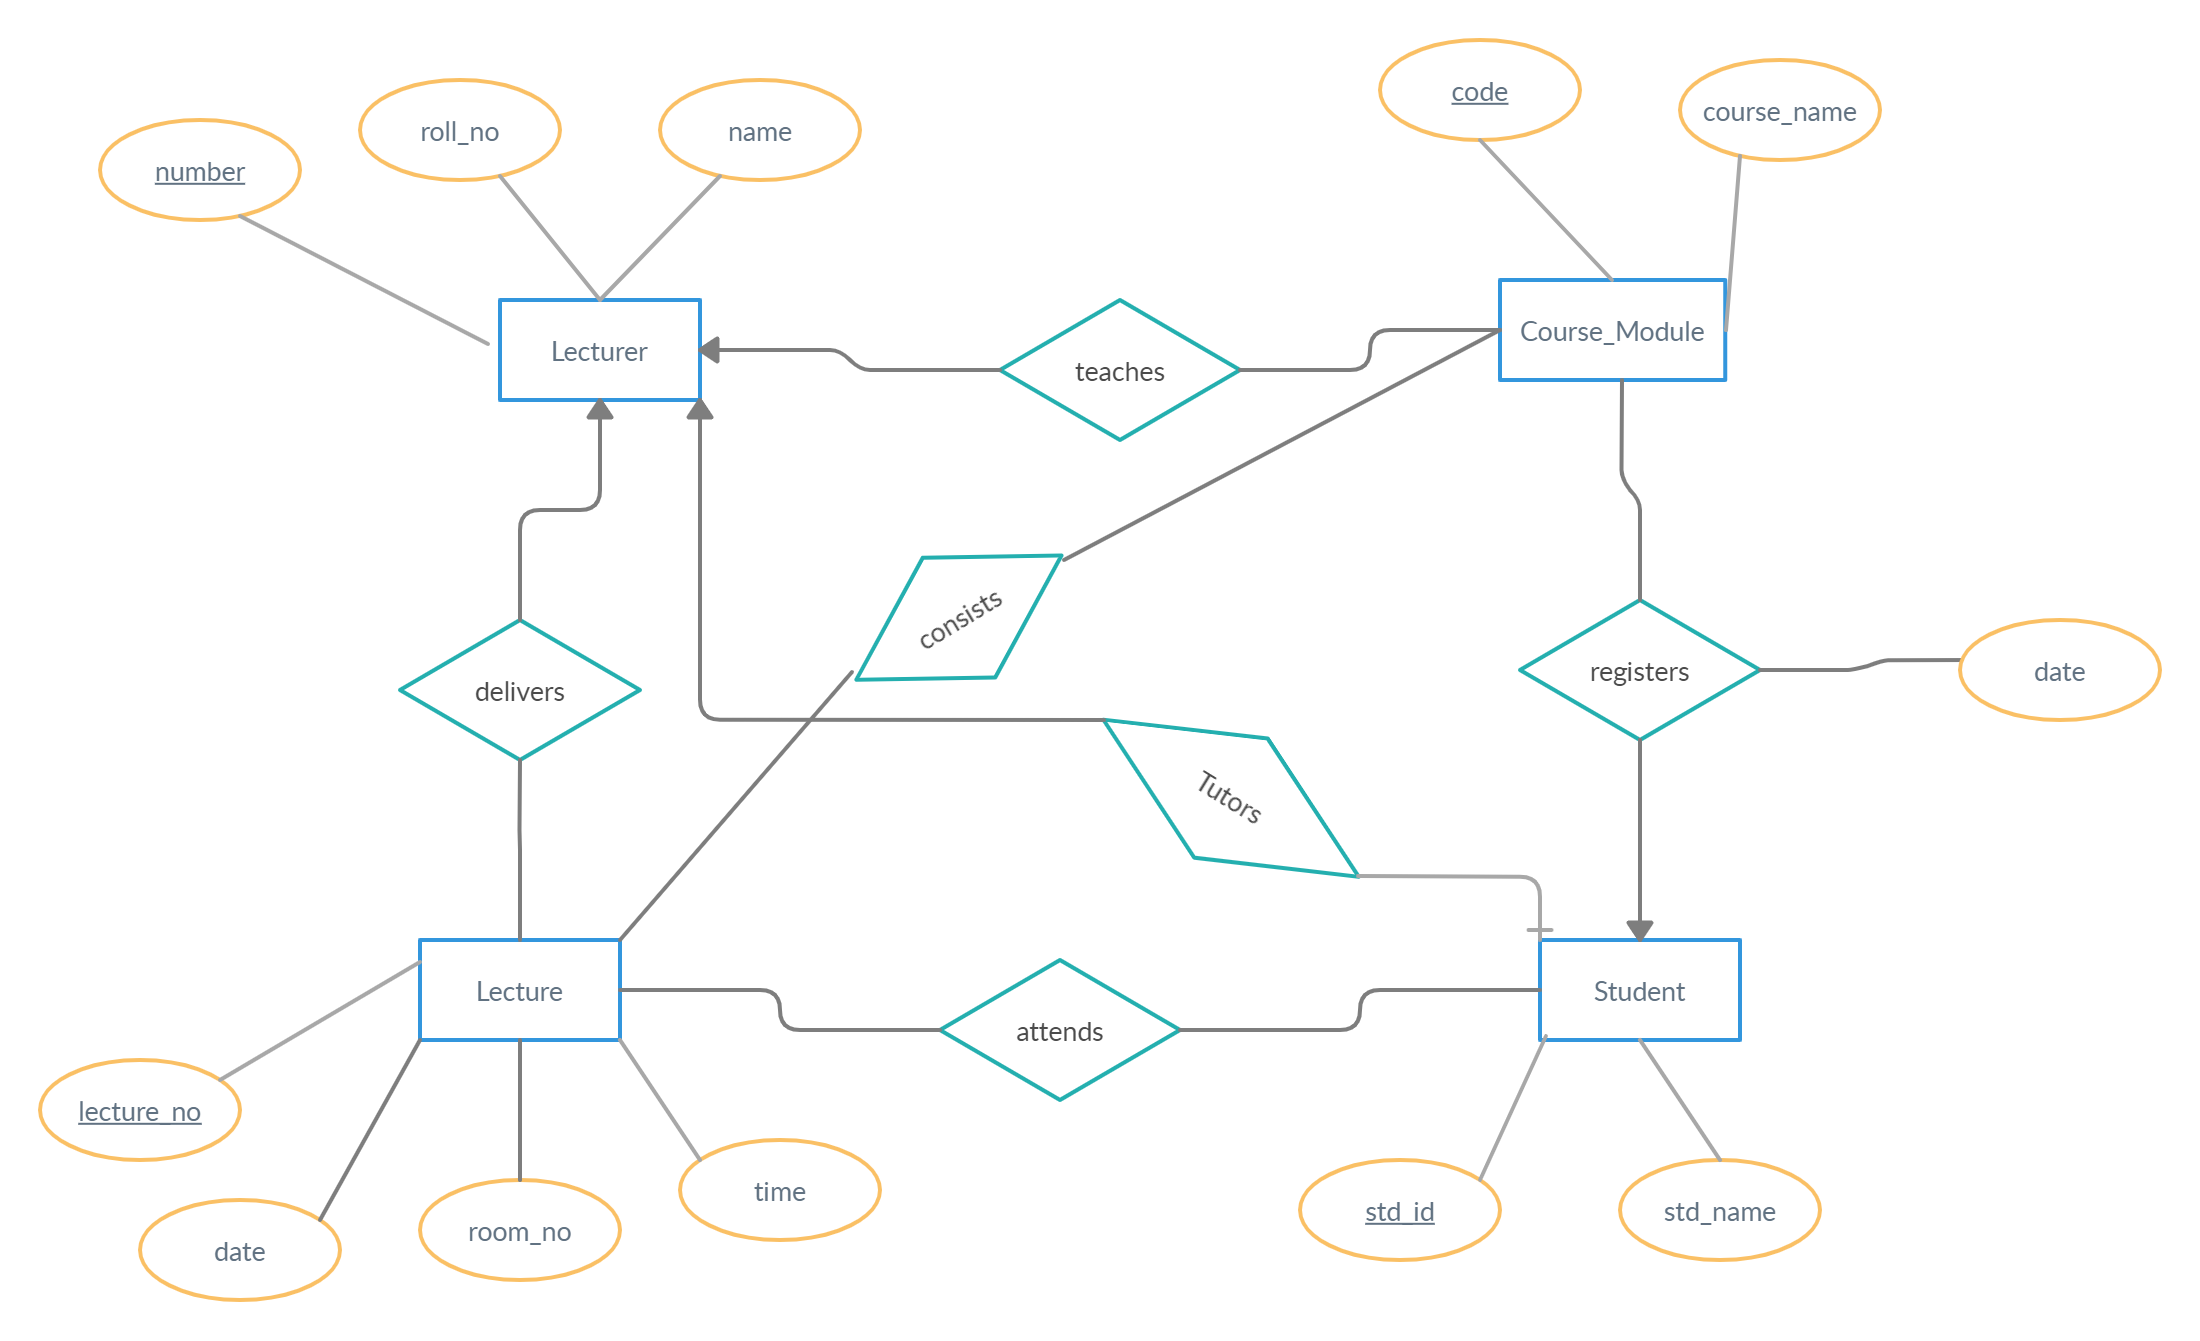 code
course_name
roll_no
name
number
Course_Module
Lecturer
teaches
consists
registers
date
delivers
Tutors
Lecture
Student
attends
lecture_no
time
std_id
std_name
room_no
date